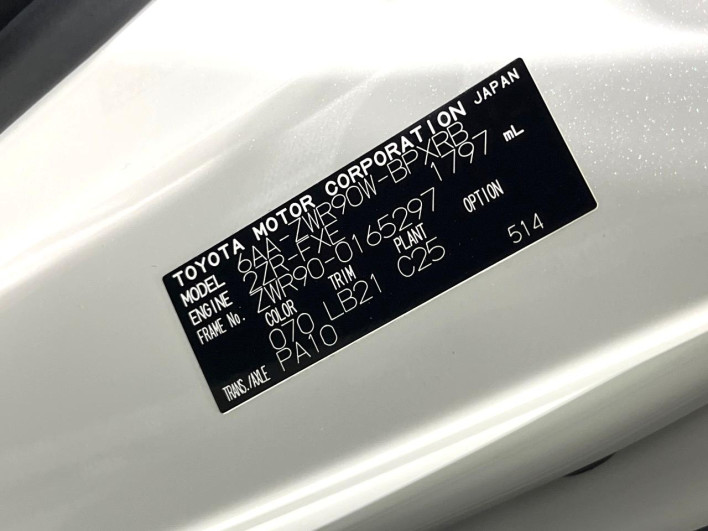 TOYOTA MOTOR CORPORATION JAPAN
MODEL 6AA-ZWR90W-BPXRB
ENGINE 2ZR-FXE 1797 mL
FRAME No. ZWR90-0165297
COLOR TRIM PLANT OPTION
070 LB21 C25 514
TRANS./AXLE PA10